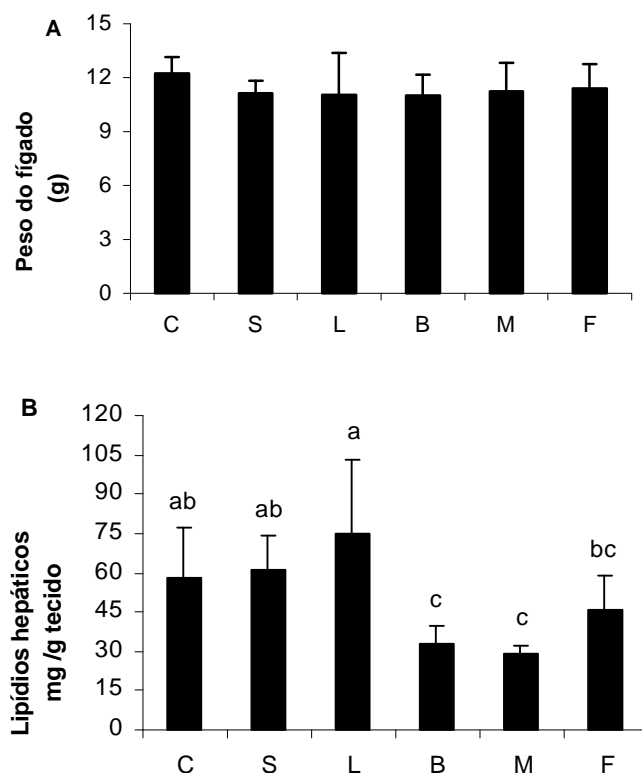 A
Peso do fígado
(g)
15
12
9
6
3
0
C S L B M F
B
Lipídios hepáticos
mg /g tecido
120
105
90
75
60
45
30
15
0
ab ab a c c bc
C S L B M F